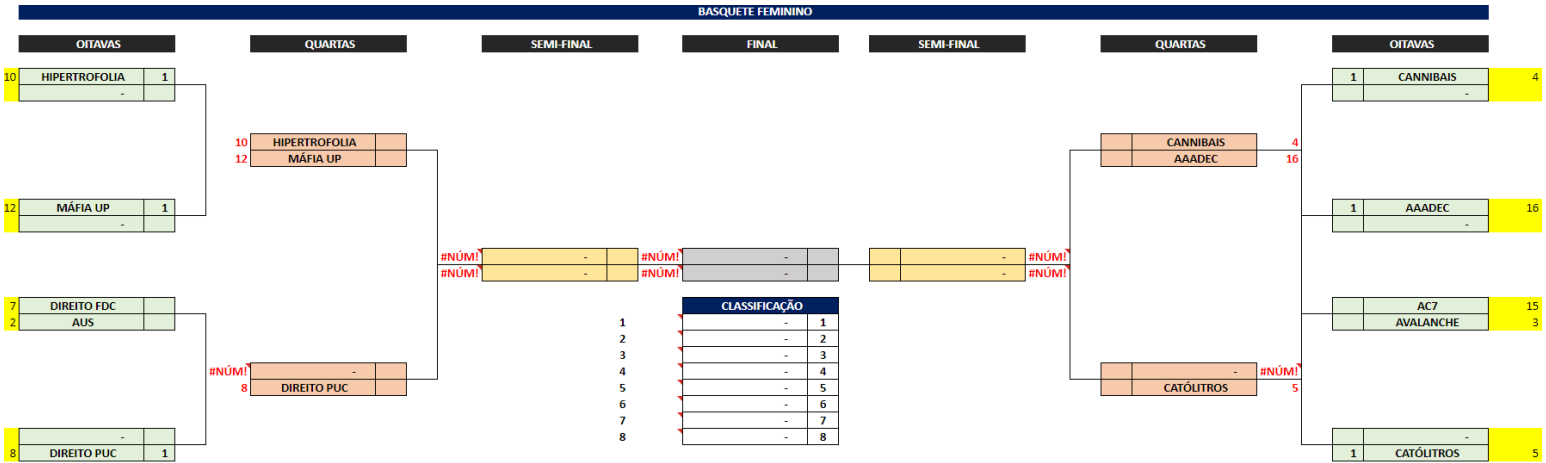 BASQUETE FEMININO
OITAVAS QUARTAS SEMI-FINAL FINAL SEMI-FINAL QUARTAS OITAVAS
10 HIPERTROFOLIA 1 1 CANNIBAIS 4
- -
10 HIPERTROFOLIA CANNIBAIS 4
12 MÁFIA UP AAADEC 16
12 MÁFIA UP 1 1 AAADEC 16
- -
#NÚM! - #NÚM! - - #NÚM!
#NÚM! - #NÚM! - - #NÚM!
7 DIREITO FDC CLASSIFICAÇÃO AC7 15
2 AUS 1 - 1 AVALANCHE 3
2 - 2
3 - 3
#NÚM! - 4 - 4 - #NÚM!
8 DIREITO PUC 5 - 5 CATÓLITROS 5
6 - 6
7 - 7
- 8 - 8 -
8 DIREITO PUC 1 1 CATÓLITROS 5